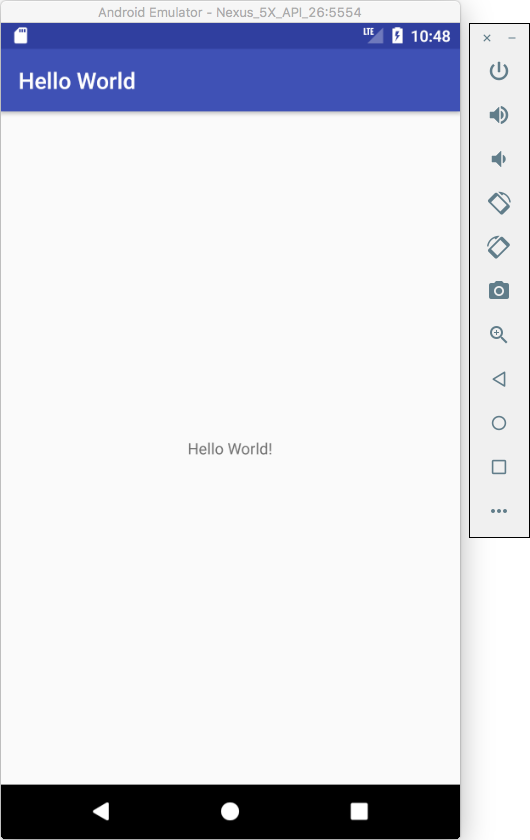 Android Emulator - Nexus_5X_API_26:5554
LTE 10:48
Hello World
Hello World!